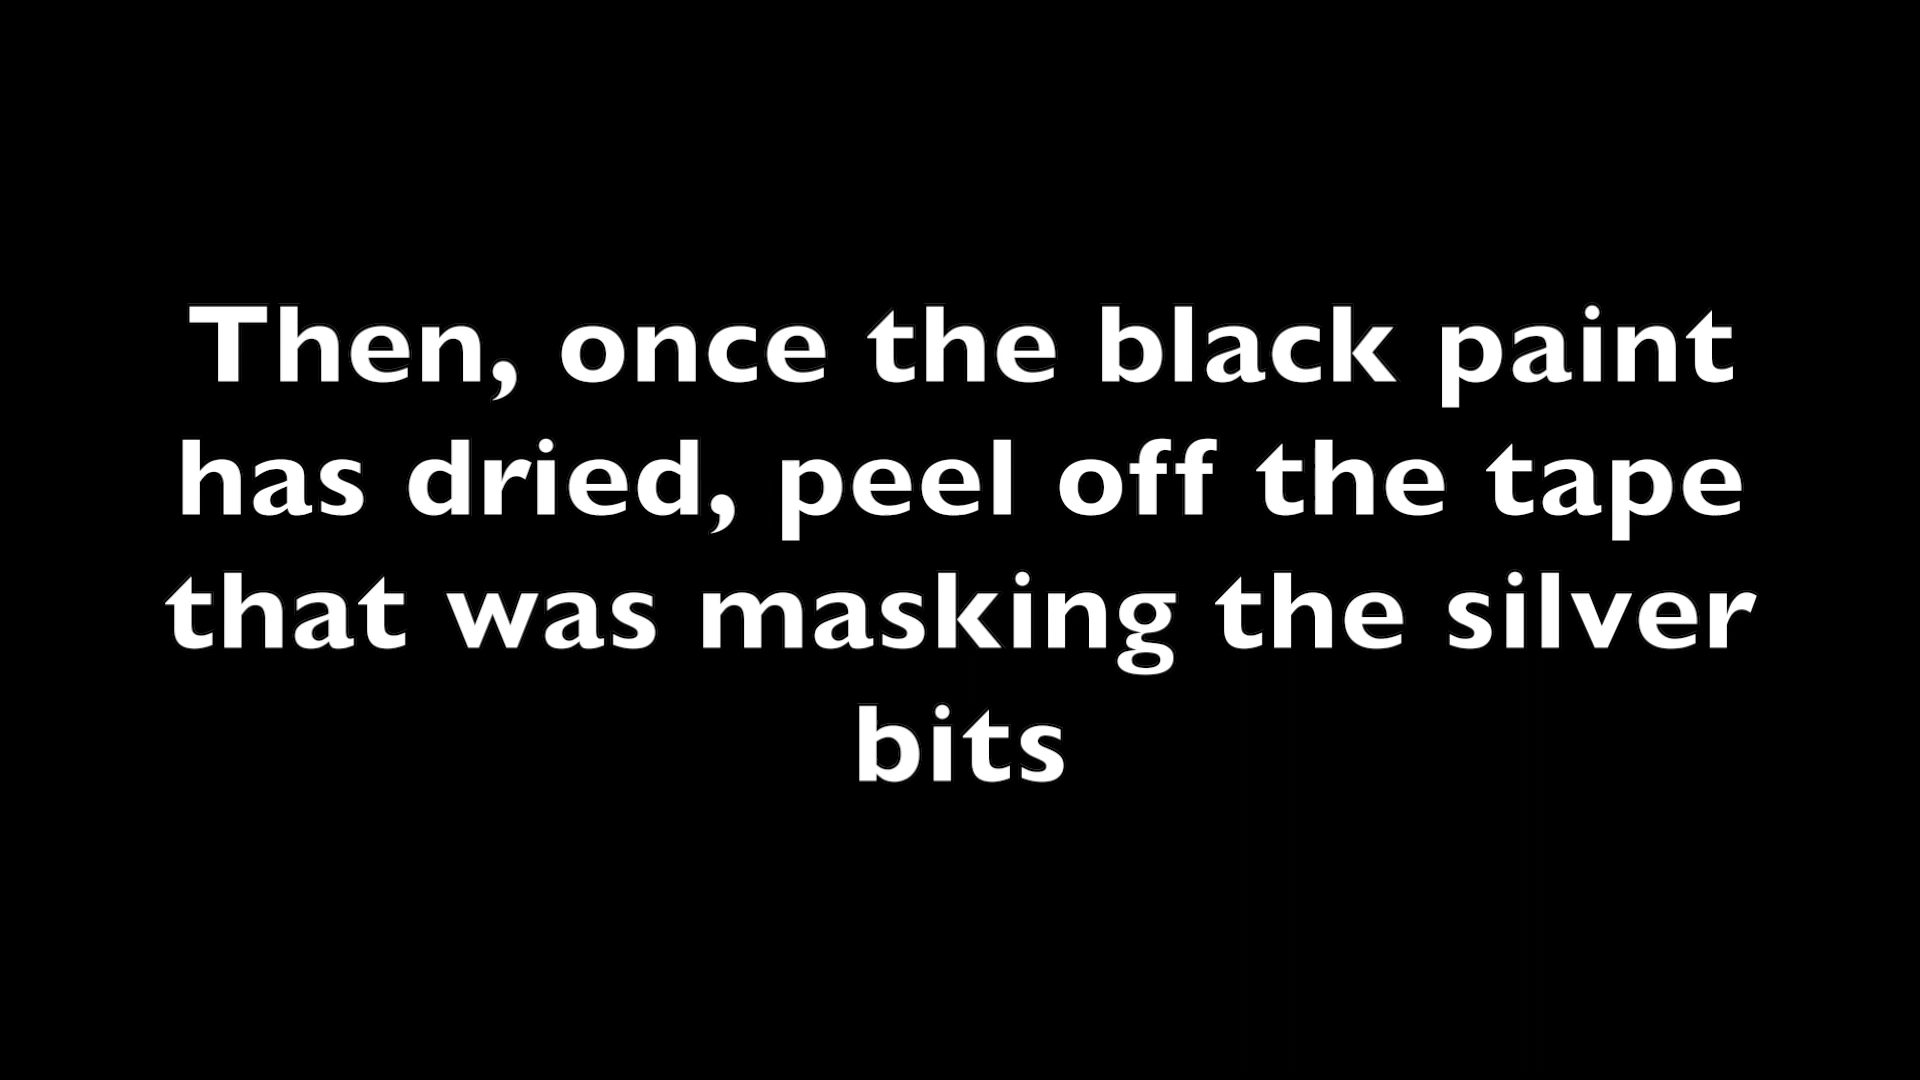 Then, once the black paint
has dried, peel off the tape
that was masking the silver
bits